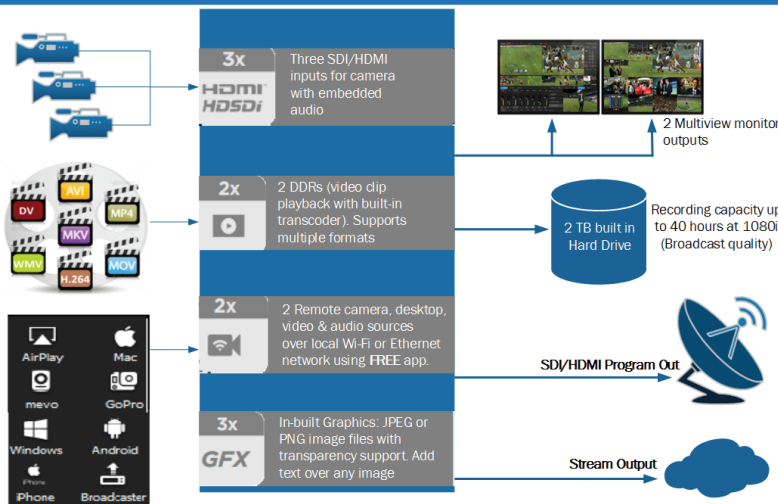 3x
HDMI
HDSDi
Three SDI/HDMI
inputs for camera
with embedded
audio
2 Multiview monitor
outputs
DV
AVI
MP4
MKV
WMV
H.264
MOV
2x
2 DDRs (video clip
playback with built-in
transcoder). Supports
multiple formats
2 TB built in
Hard Drive
Recording capacity up
to 40 hours at 1080i
(Broadcast quality)
AirPlay
Mac
mevo
GoPro
Windows
Android
iPhone
iPhone
Broadcaster
2x
2 Remote camera, desktop,
video & audio sources
over local Wi-Fi or Ethernet
network using FREE app.
SDI/HDMI Program Out
3x
GFX
In-built Graphics: JPEG or
PNG image files with
transparency support. Add
text over any image
Stream Output